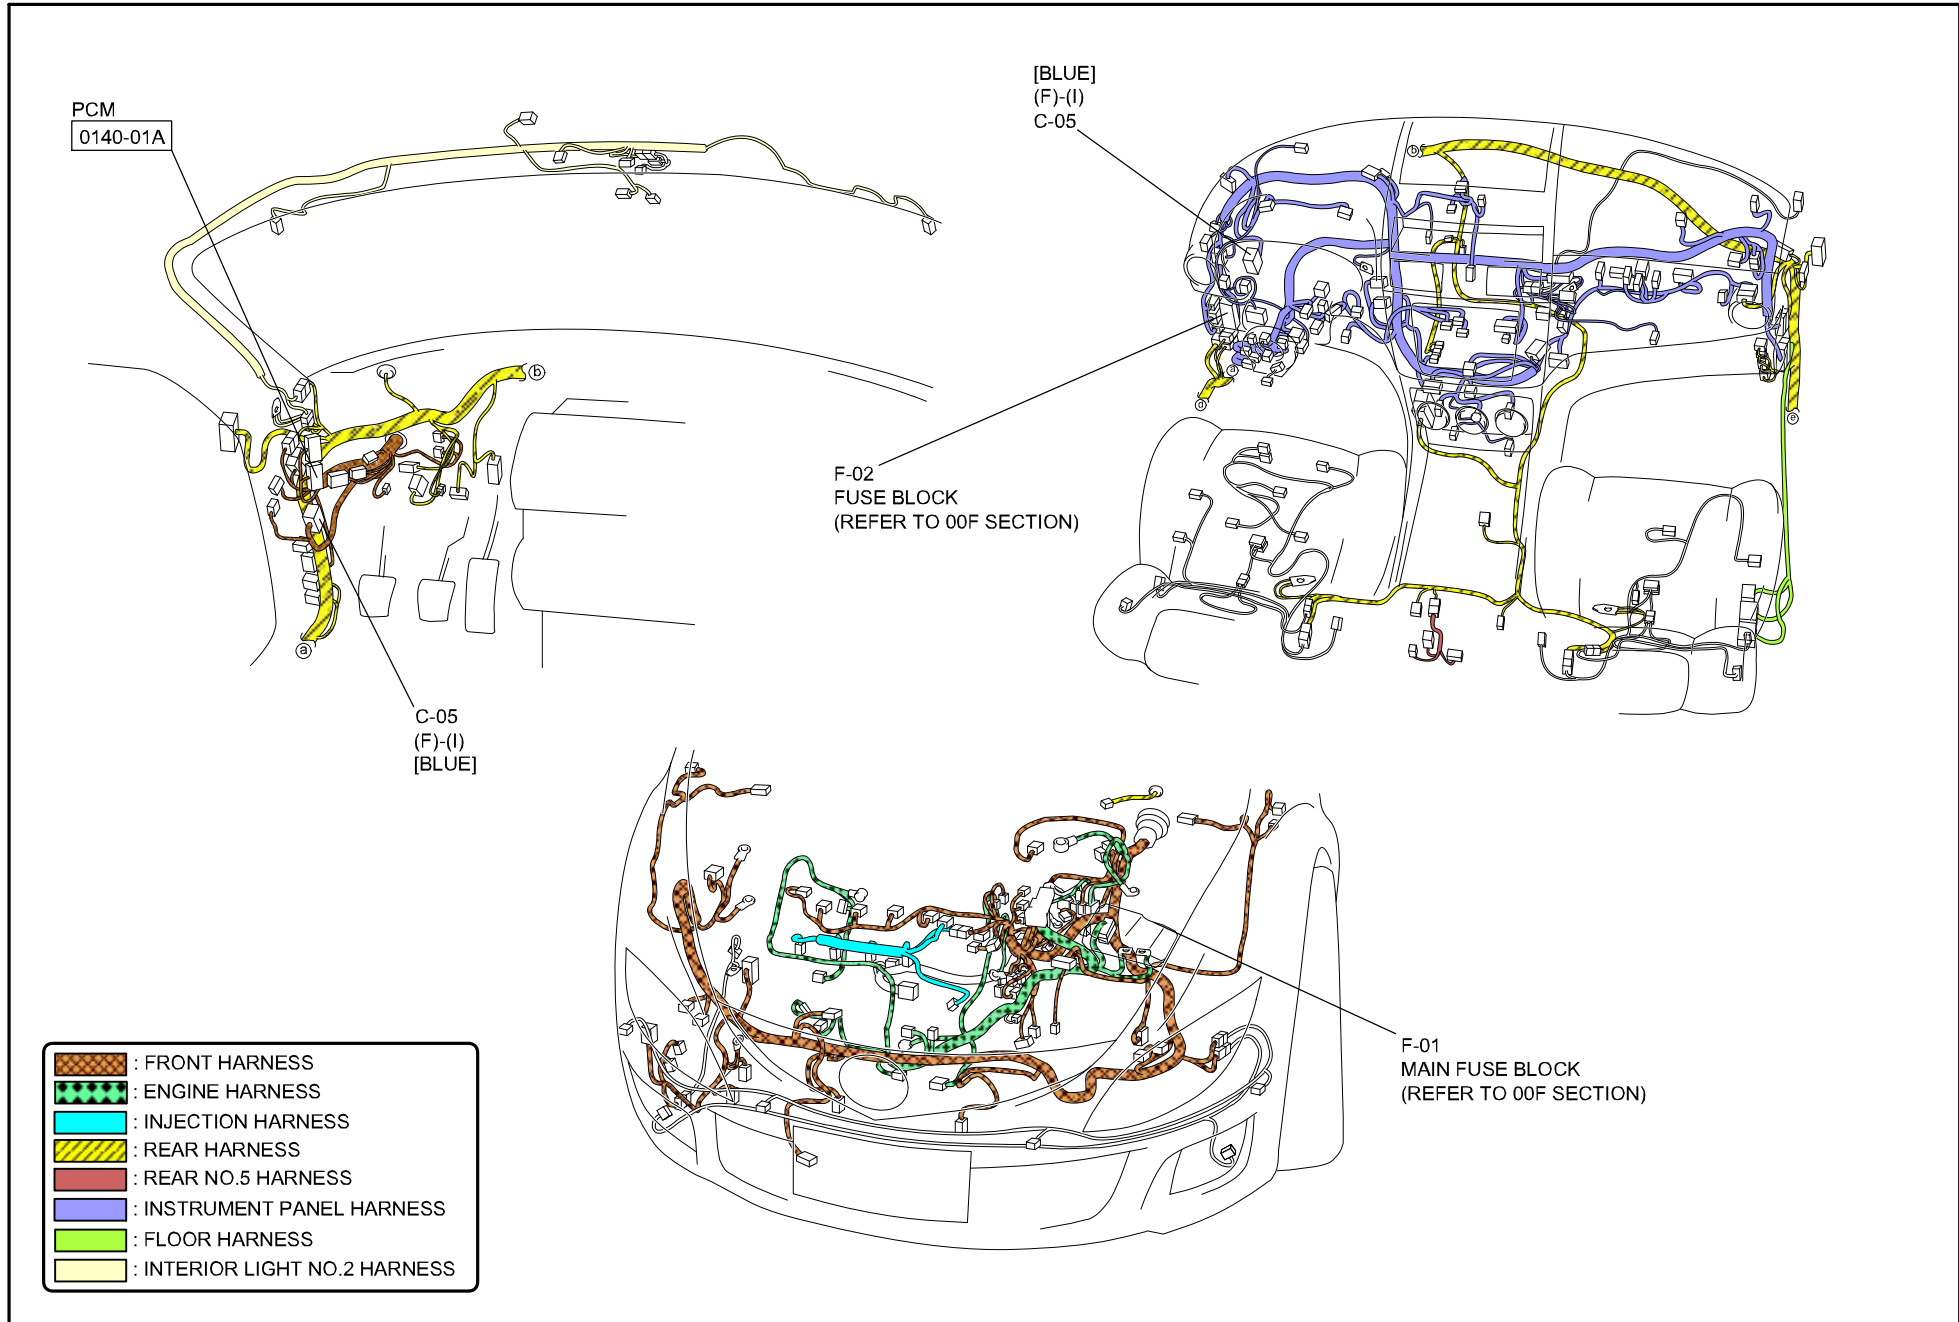 PCM
0140-01A
[BLUE]
(F)-(I)
C-05
b
a
C-05
(F)-(I)
[BLUE]
b
a
d
e
F-02
FUSE BLOCK
(REFER TO 00F SECTION)
F-01
MAIN FUSE BLOCK
(REFER TO 00F SECTION)
: FRONT HARNESS
: ENGINE HARNESS
: INJECTION HARNESS
: REAR HARNESS
: REAR NO.5 HARNESS
: INSTRUMENT PANEL HARNESS
: FLOOR HARNESS
: INTERIOR LIGHT NO.2 HARNESS